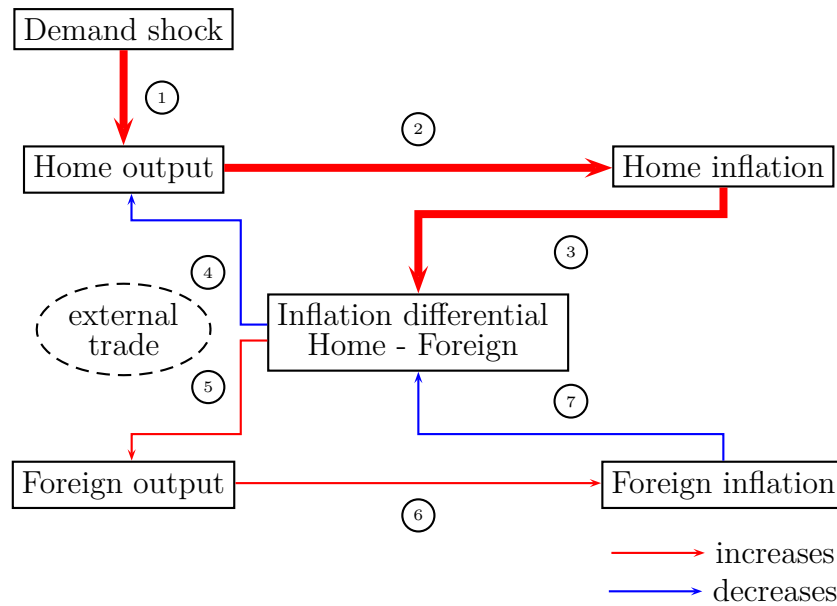 Demand shock
1
2
Home output
Home inflation
3
4
external
trade
Inflation differential
Home - Foreign
5
7
Foreign output
Foreign inflation
6
increases
decreases